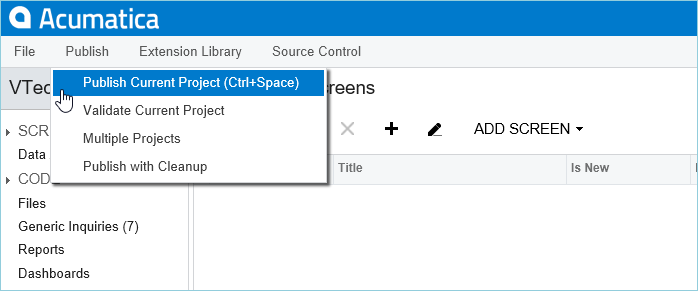 Acumatica
File Publish Extension Library Source Control
VTec
reens
Publish Current Project (Ctrl+Space)
Validate Current Project
Multiple Projects
Publish with Cleanup
SCR
Data
COD
Files
Generic Inquiries (7)
Reports
Dashboards
ADD SCREEN
Title Is New